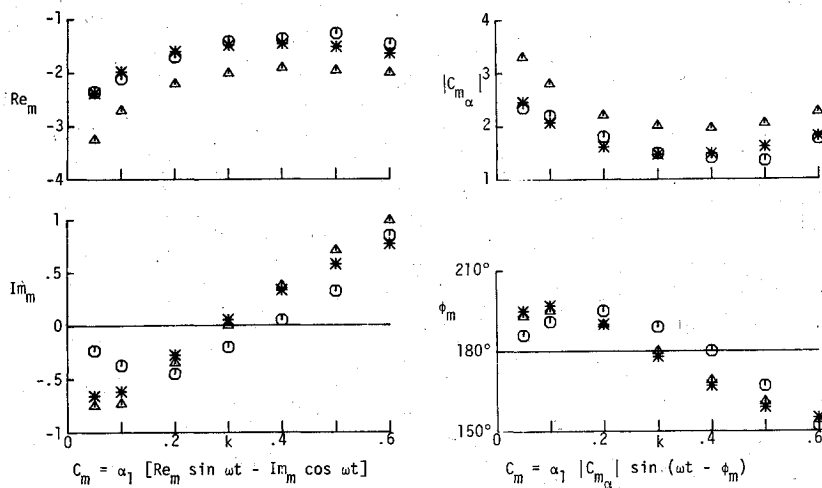 -1
-2
Re_m
-3
-4
1
.5
Im_m
0
-.5
-1
0 .2 k .4 .6
C_m = α_1 [Re_m sin ωt - Im_m cos ωt]
4
3
|C_mα|
2
1
210°
ϕ_m
180°
150°
0 .2 k .4 .6
C_m = α_1 |C_mα| sin (ωt - ϕ_m)